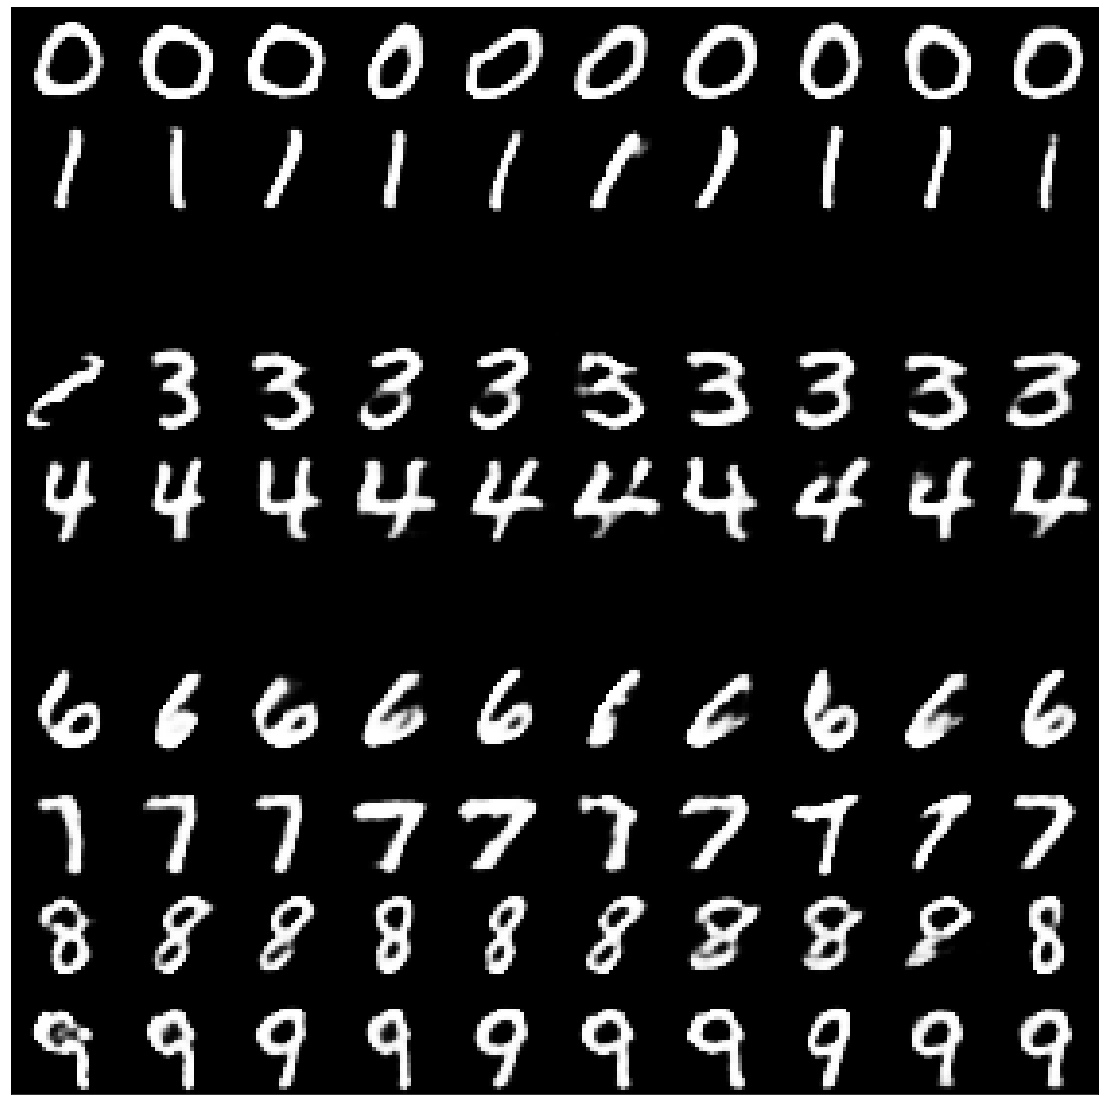 0 0 0 0 0 0 0 0 0 0
1 1 1 1 1 1 1 1 1 1
3 3 3 3 3 3 3 3 3
4 4 4 4 4 4 4 4 4 4
6 6 6 6 6 6 6 6 6
7 7 7 7 7 7 7 7 7 7
8 8 8 8 8 8 8 8 8 8
9 9 9 9 9 9 9 9 9 9